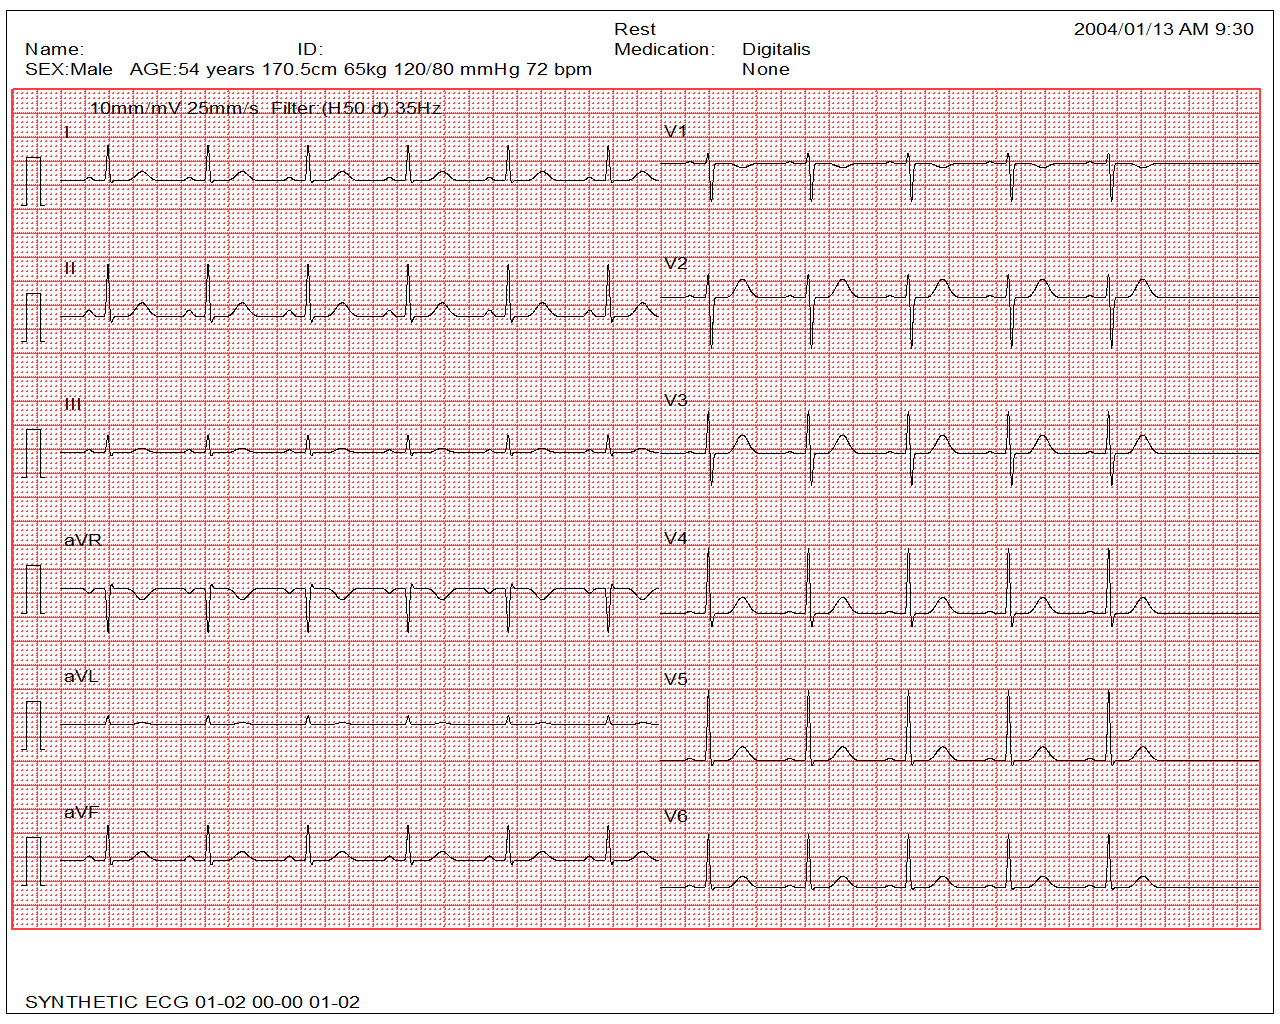 Rest
2004/01/13 AM 9:30
Name:
ID:
Medication: Digitalis
SEX:Male AGE:54 years 170.5cm 65kg 120/80 mmHg 72 bpm
None
10mm/mV 25mm/s Filter:(H50 d) 35Hz
I
V1
II
V2
III
V3
aVR
V4
aVL
V5
aVF
V6
SYNTHETIC ECG 01-02 00-00 01-02